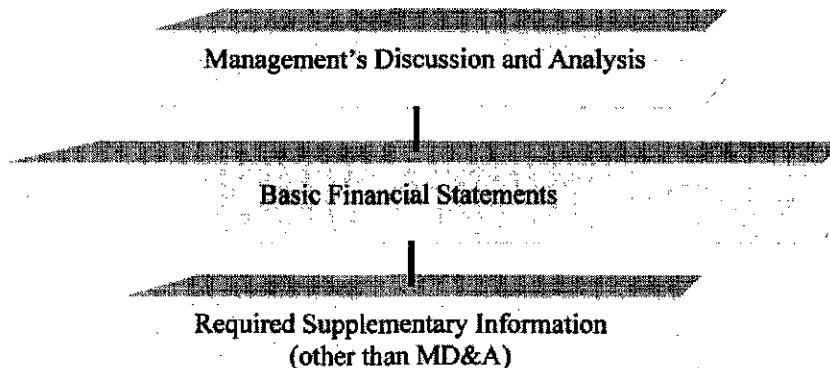 Management's Discussion and Analysis
Basic Financial Statements
Required Supplementary Information
(other than MD&A)